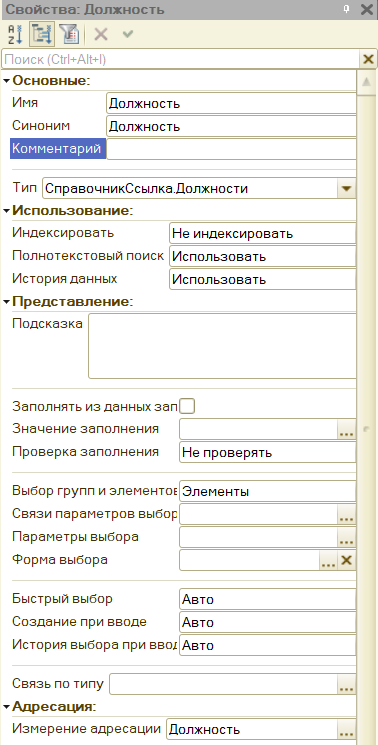 Свойства: Должность
Поиск (Ctrl+Alt+I)
Основные:
Имя Должность
Синоним Должность
Комментарий
Тип СправочникСсылка.Должности
Использование:
Индексировать Не индексировать
Полнотекстовый поиск Использовать
История данных Использовать
Представление:
Подсказка
Заполнять из данных зап
Значение заполнения ...
Проверка заполнения Не проверять
Выбор групп и элементов Элементы
Связи параметров выбор ...
Параметры выбора ...
Форма выбора ...
Быстрый выбор Авто
Создание при вводе Авто
История выбора при ввод Авто
Связь по типу ...
Адресация:
Измерение адресации Должность ...